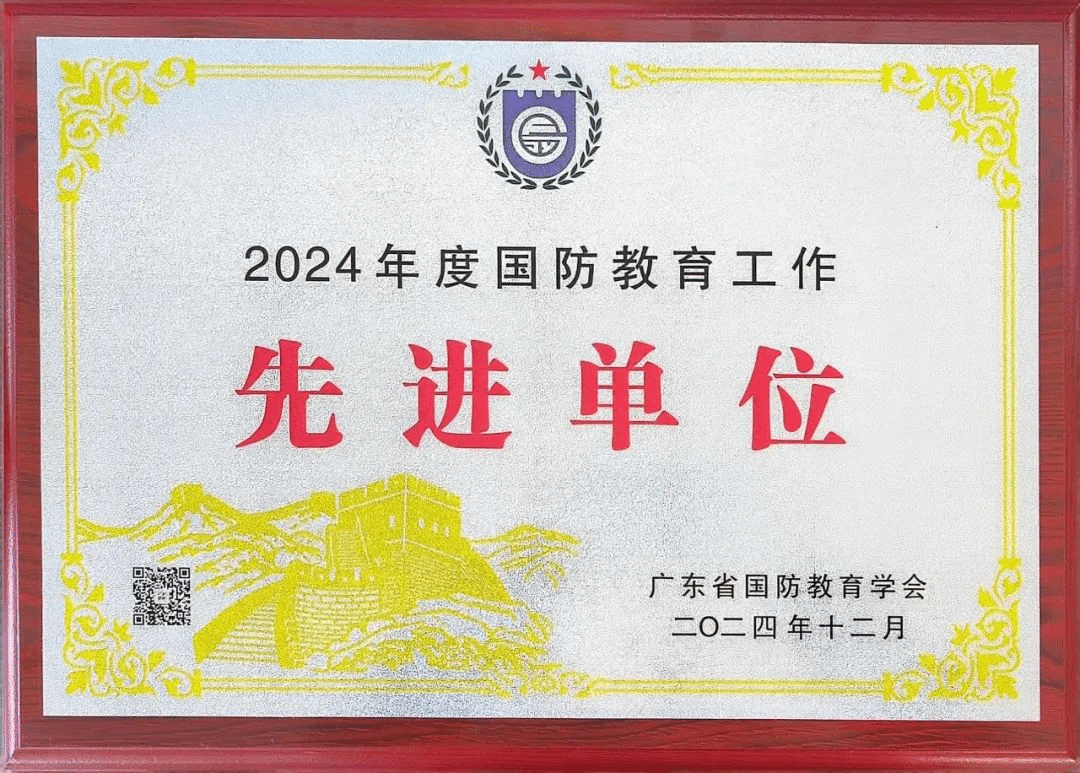 2024年度国防教育工作
先进单位
广东省国防教育学会
二〇二四年十二月